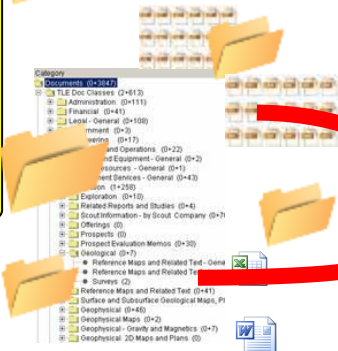 Category
Documents (0+3847)
TLE Doc Classes (2+613)
Administration (0+111)
Financial (0+41)
Legal - General (0+108)
ernment (0+3)
eering (0+17)
and Operations (0+22)
and Equipment - General (0+2)
esources - General (0+1)
ent Services - General (0+43)
tion (1+258)
Exploration (0+10)
Related Reports and Studies (0+4)
Scout Information - by Scout Company (0+7
Offerings (0)
Prospects (0)
Prospect Evaluation Memos (0+30)
Geological (0+7)
Reference Maps and Related Text - Gene
Reference Maps and Related Te
Surveys (2)
Reference Maps and Related Text (0+41)
Surface and Subsurface Geological Maps, Pl
Geophysical (0+46)
Geophysical Maps (0+2)
Geophysical - Gravity and Magnetics (0+7)
Geophysical 2D Maps and Plans (0)